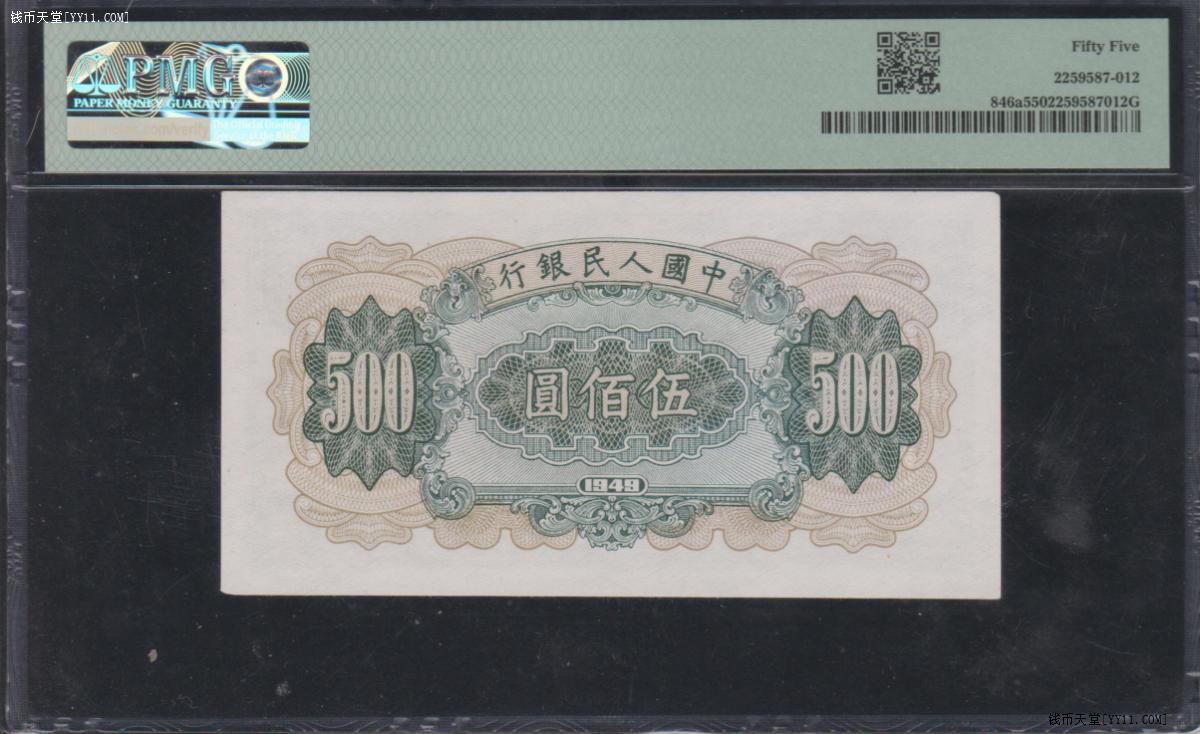 钱币天堂[YY11.COM]
PMG
PAPER MONEY GUARANTY
Fifty Five
2259587-012
846a5502259587012G
行銀民人國中
500
圓佰伍
500
1949
钱币天堂[YY11.COM]